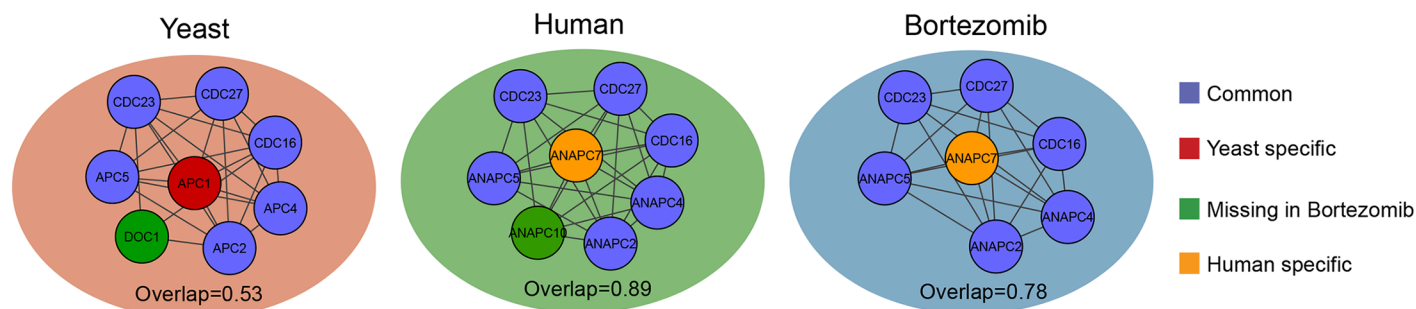 Yeast
CDC23
CDC27
CDC16
APC5
APC1
APC4
DOC1
APC2
Overlap=0.53
Human
CDC23
CDC27
CDC16
ANAPC7
ANAPC5
ANAPC4
ANAPC10
ANAPC2
Overlap=0.89
Bortezomib
CDC23
CDC27
CDC16
ANAPC7
ANAPC5
ANAPC4
ANAPC2
Overlap=0.78
Common
Yeast specific
Missing in Bortezomib
Human specific